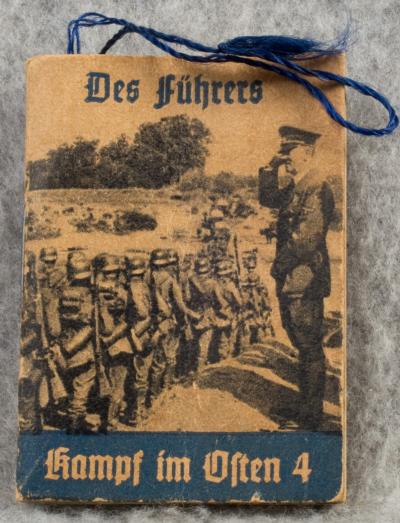 Des Führers
Kampf im Osten 4